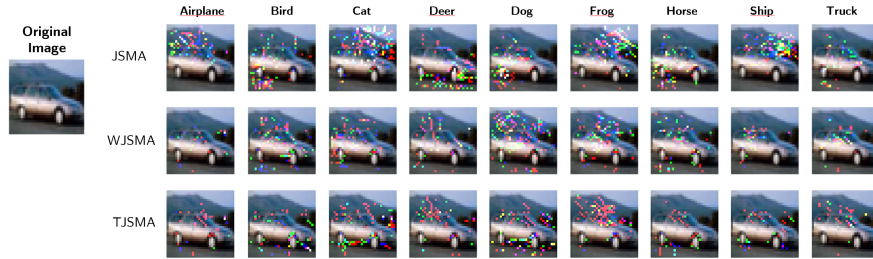 Airplane Bird Cat Deer Dog Frog Horse Ship Truck
Original
Image
JSMA
WJSMA
TJSMA